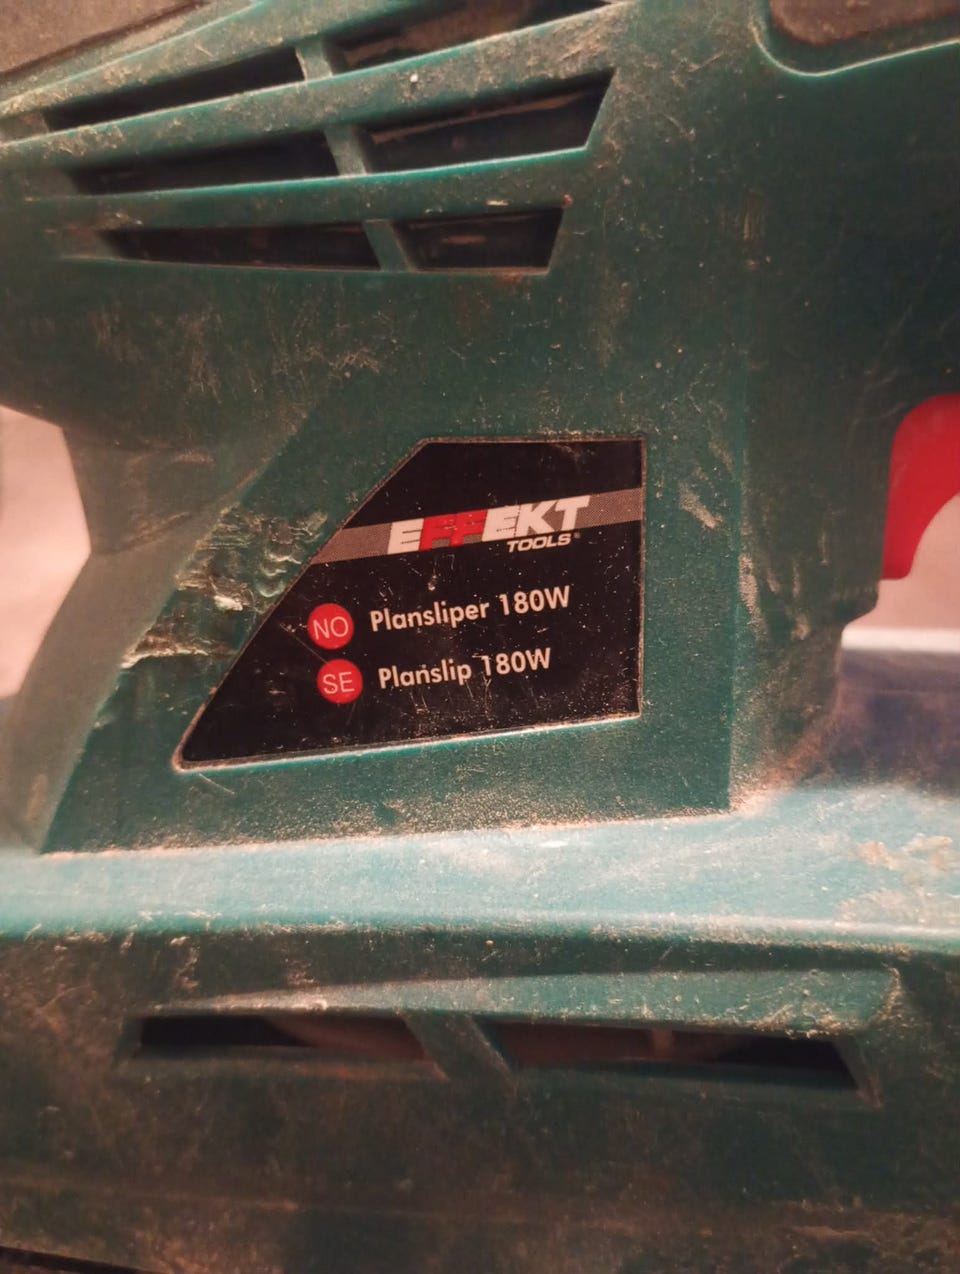 EFFEKT
TOOLS®
NO Plansliper 180W
SE Planslip 180W